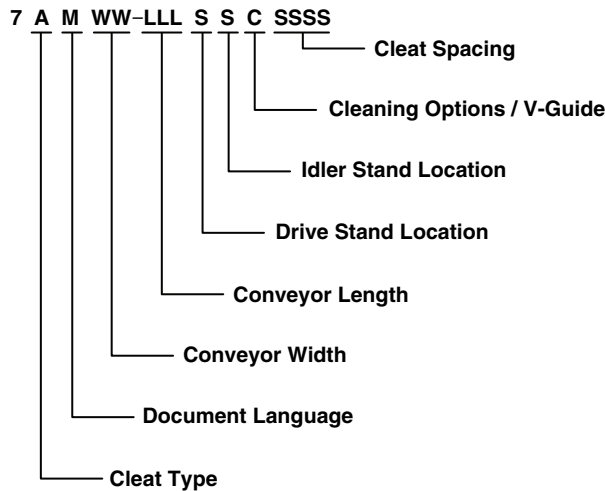 7 A M WW-LLL S S C SSSS
Cleat Spacing
Cleaning Options / V-Guide
Idler Stand Location
Drive Stand Location
Conveyor Length
Conveyor Width
Document Language
Cleat Type